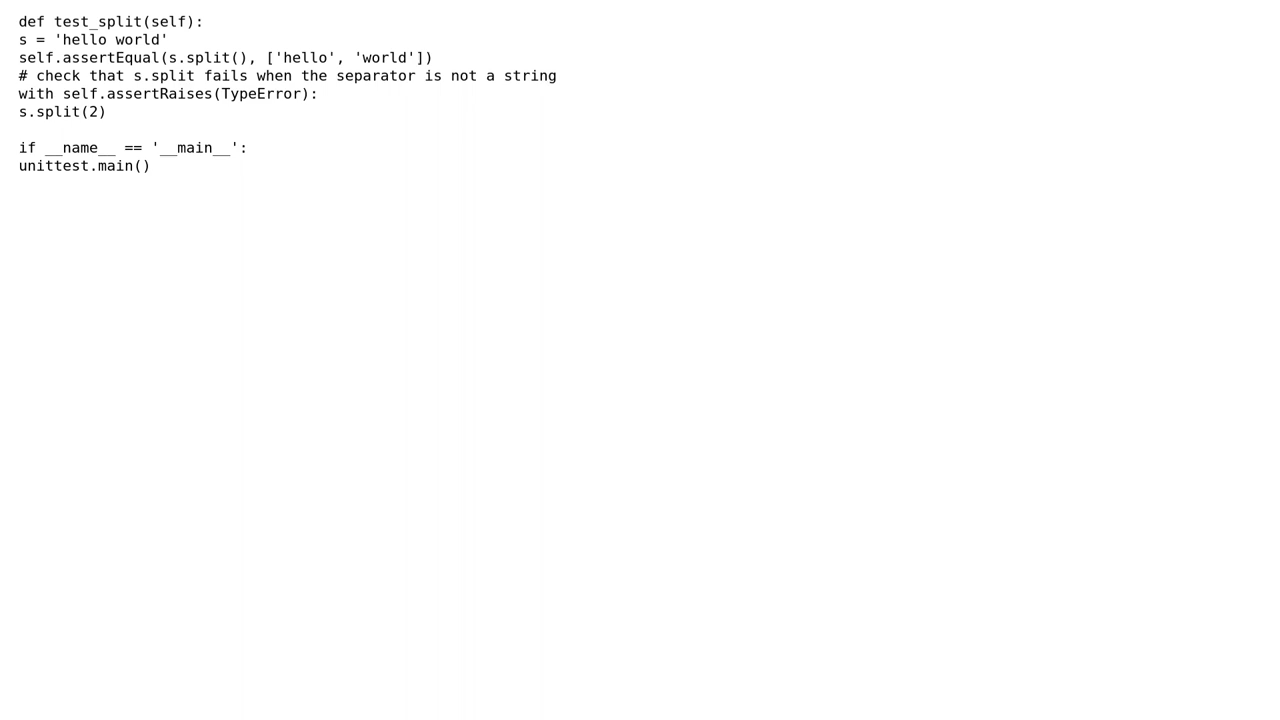 def test_split(self):
s = 'hello world'
self.assertEqual(s.split(), ['hello', 'world'])
# check that s.split fails when the separator is not a string
with self.assertRaises(TypeError):
s.split(2)

if __name__ == '__main__':
unittest.main()